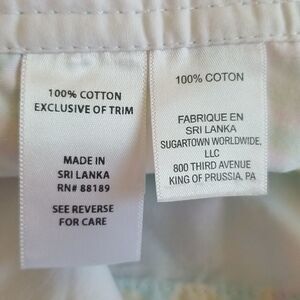 100% COTTON
EXCLUSIVE OF TRIM
MADE IN
SRI LANKA
RN# 88189
SEE REVERSE
FOR CARE
100% COTON
FABRIQUE EN
SRI LANKA
SUGARTOWN WORLDWIDE,
LLC
800 THIRD AVENUE
KING OF PRUSSIA, PA